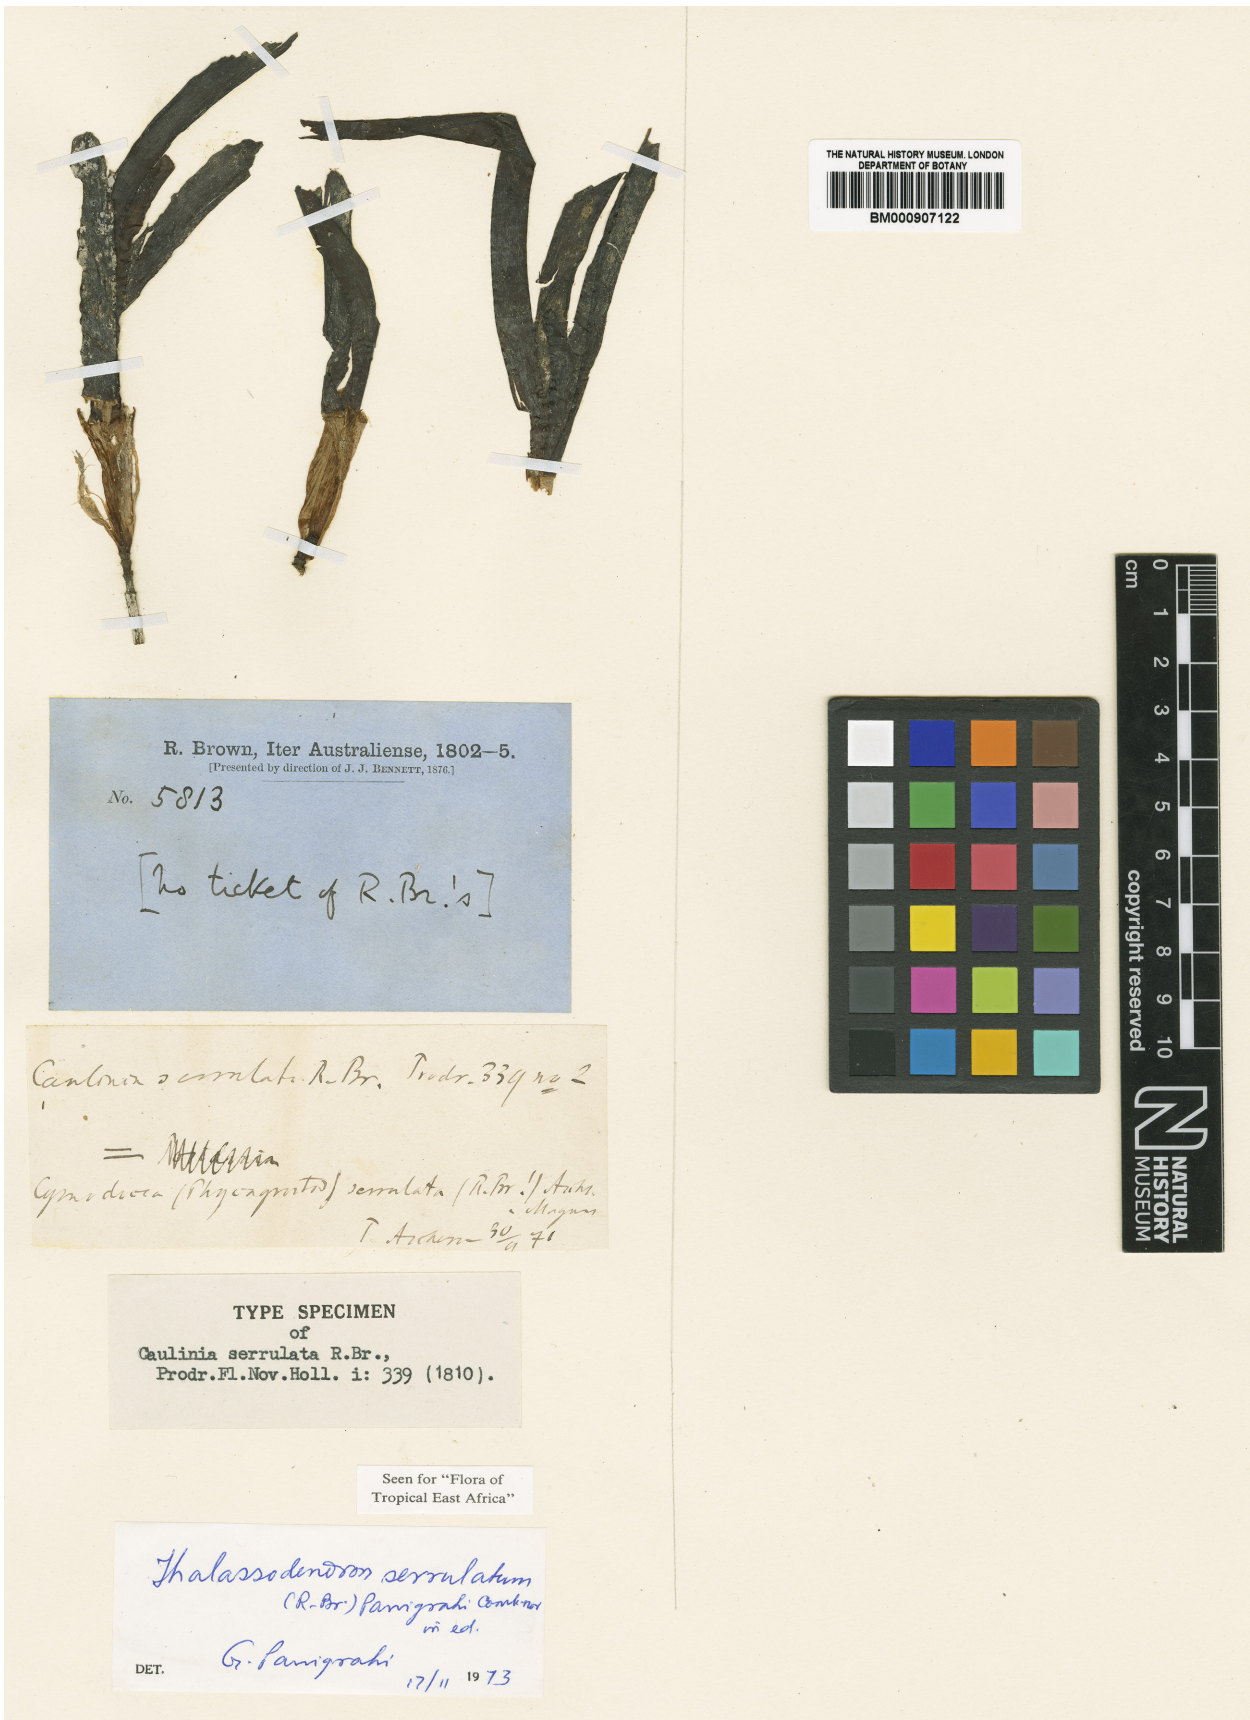 THE NATURAL HISTORY MUSEUM. LONDON
DEPARTMENT OF BOTANY
BM000907122
R. Brown, Iter Australiense, 1802—5.
[Presented by direction of J. J. BENNETT, 1876.]
No. 5813
[No ticket of R. Br.'s]
Caulinia serrulata R. Br. Prodr. 339 no 2
=
Cymodocea (Phycagrostis) serrulata (R. Br.!) Aschs.
& Magnus
P. Ascherson 71
TYPE SPECIMEN
of
Caulinia serrulata R.Br.,
Prodr.Fl.Nov.Holl. i: 339 (1810).
Seen for “Flora of
Tropical East Africa”
Thalassodendron serrulatum
(R. Br.) Panigrahi Comb. nov
in ed.
G. Panigrahi
DET.
17/11 1973
cm
0
1
2
3
4
5
6
7
8
9
10
copyright reserved
N
NATURAL
HISTORY
MUSEUM